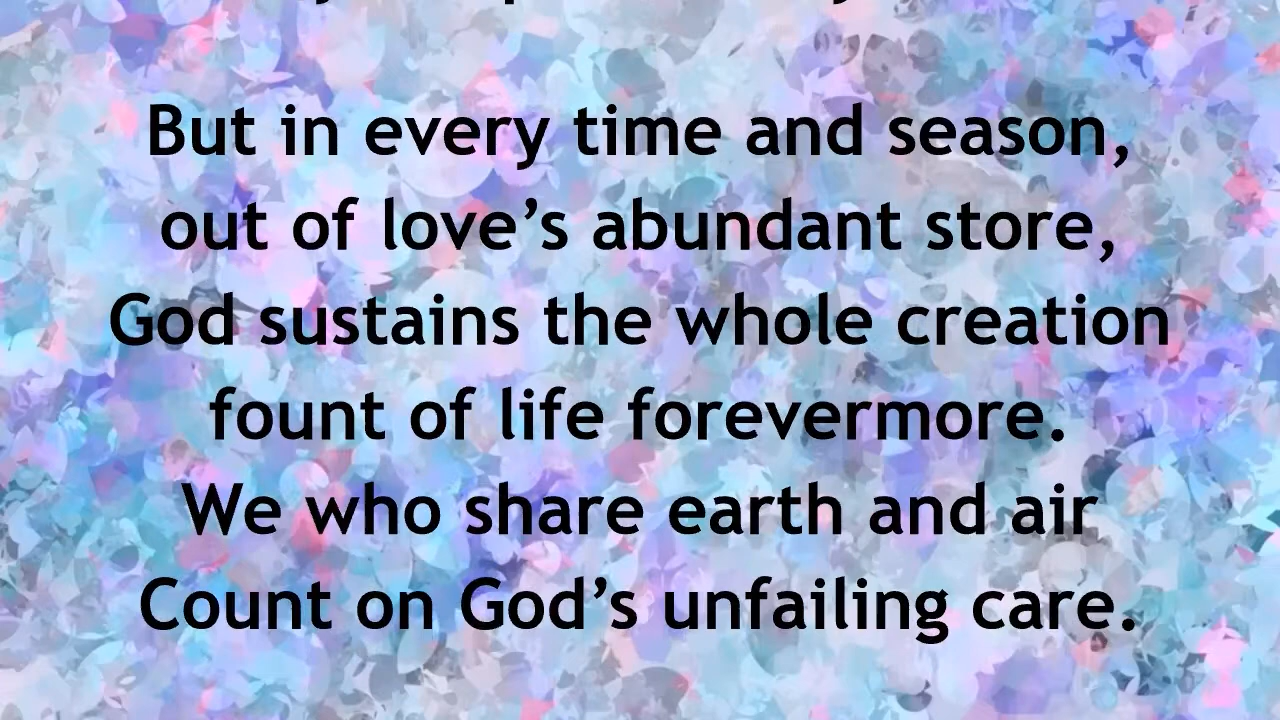 But in every time and season,
out of love’s abundant store,
God sustains the whole creation
fount of life forevermore.
We who share earth and air
Count on God’s unfailing care.